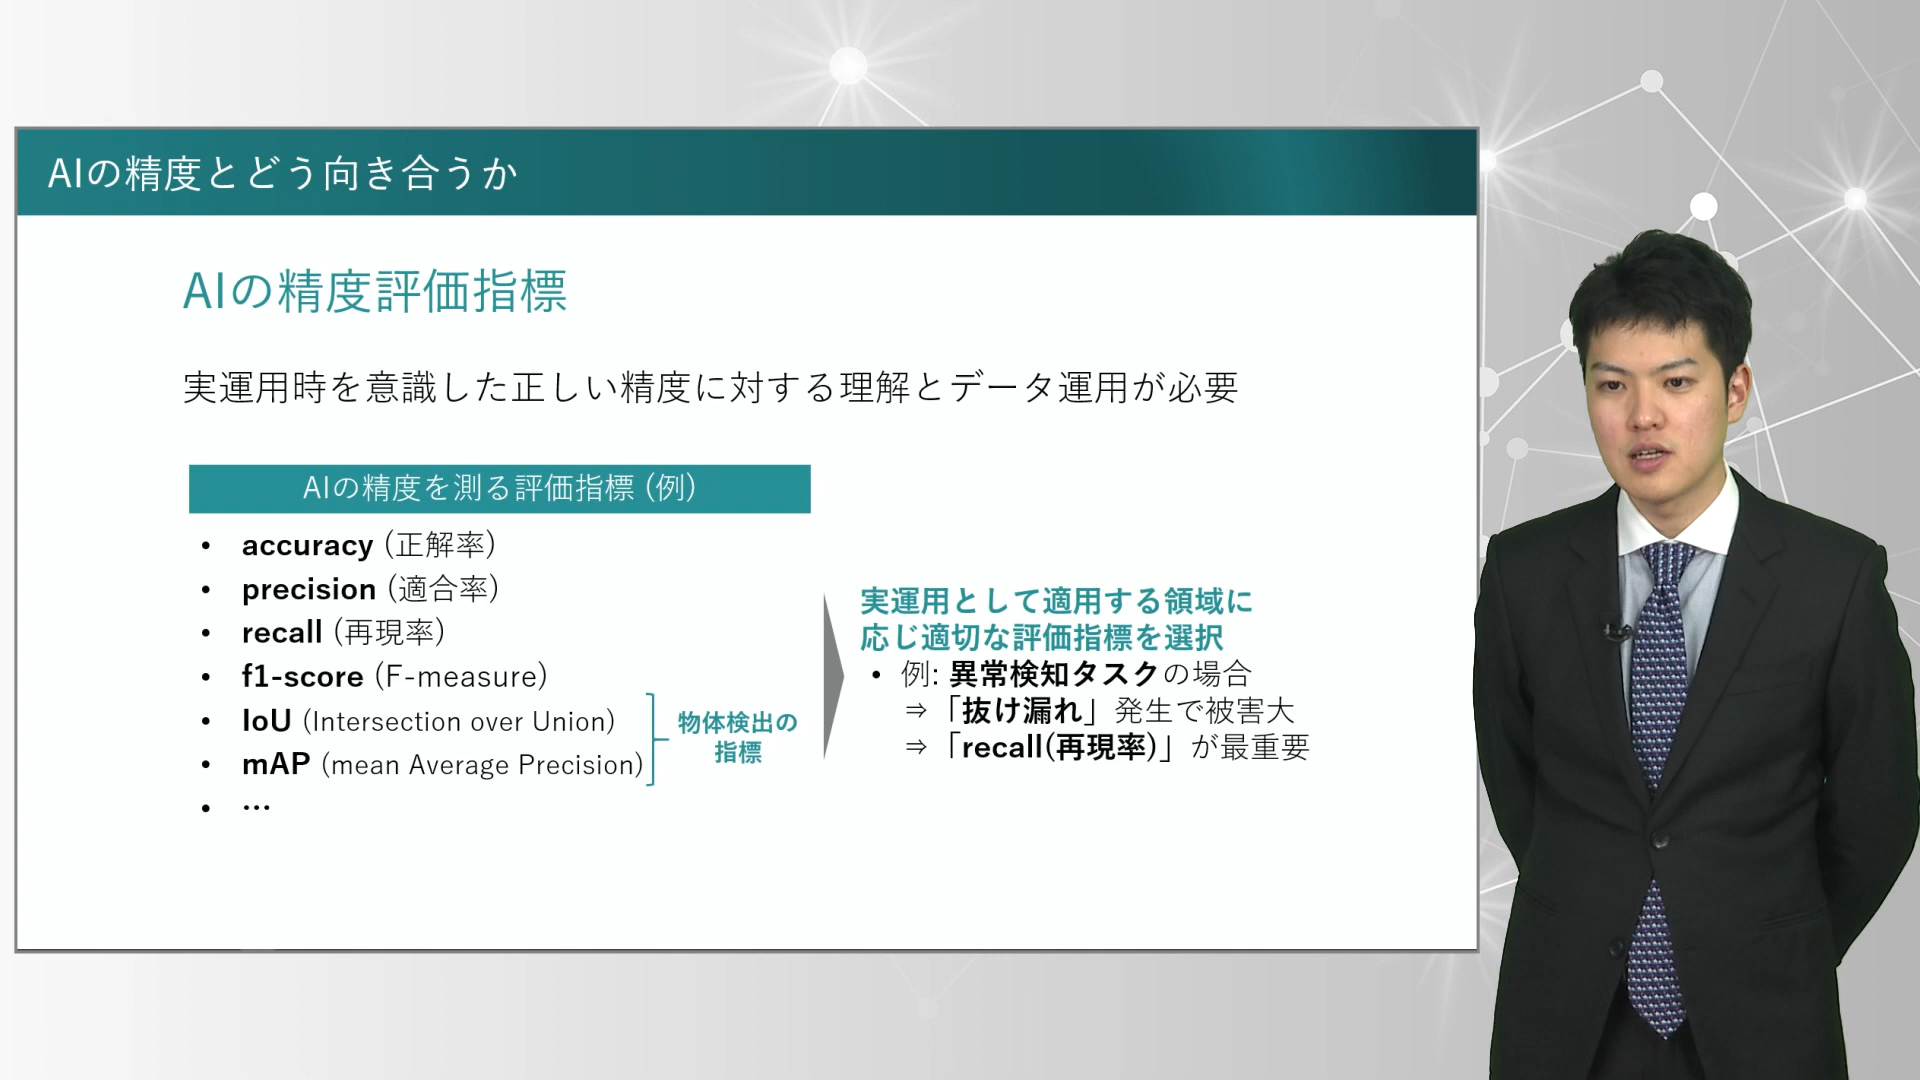 AIの精度とどう向き合うか
AIの精度評価指標
実運用時を意識した正しい精度に対する理解とデータ運用が必要
AIの精度を測る評価指標 (例)
• accuracy (正解率)
• precision (適合率)
• recall (再現率)
• f1-score (F-measure)
• IoU (Intersection over Union)
• mAP (mean Average Precision)
• …
物体検出の
指標
実運用として適用する領域に
応じ適切な評価指標を選択
• 例: 異常検知タスクの場合
⇒「抜け漏れ」発生で被害大
⇒「recall(再現率)」が最重要